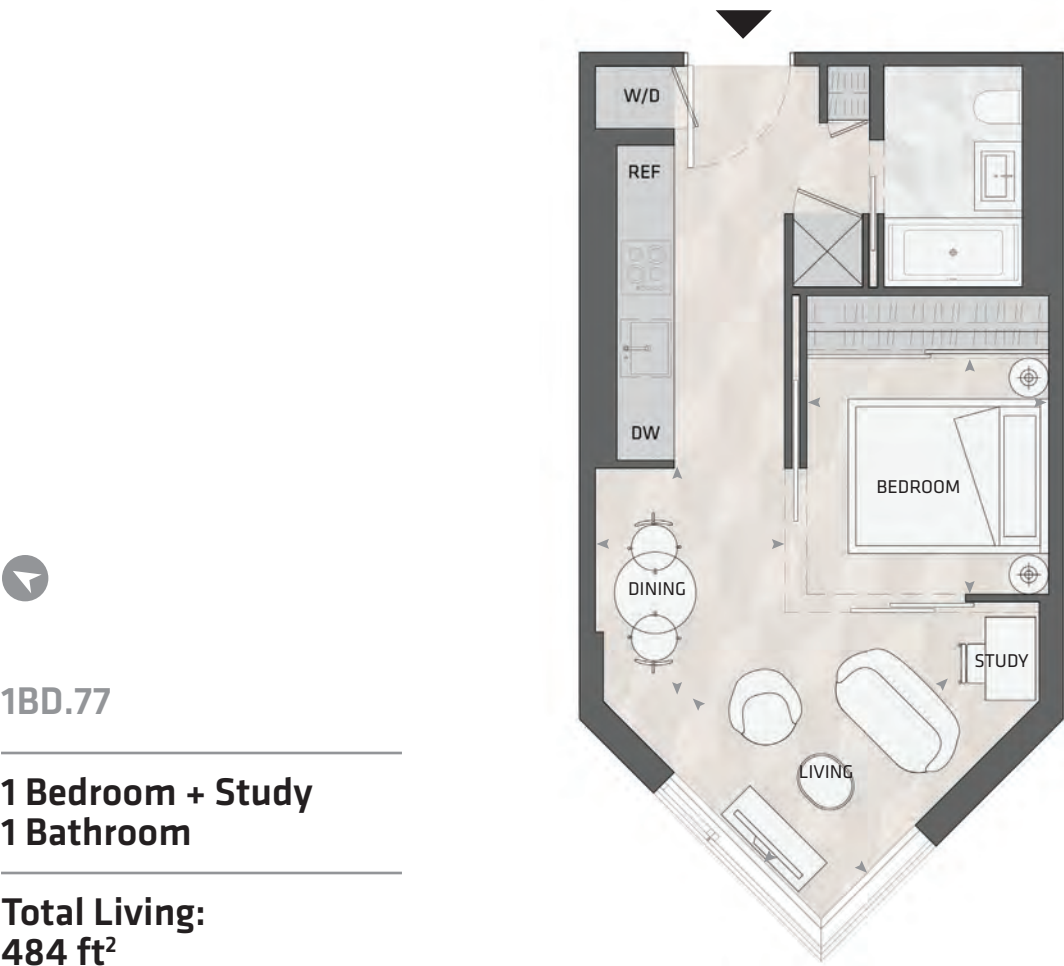 W/D
REF
DW
BEDROOM
DINING
STUDY
LIVING
1BD.77
1 Bedroom + Study
1 Bathroom
Total Living:
484 ft²